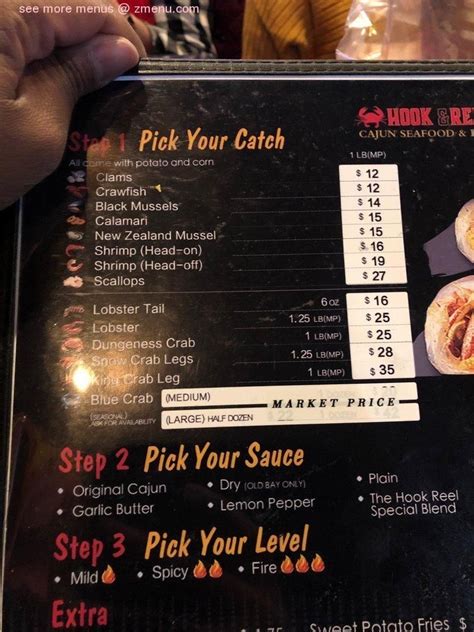 see more menus @ zmenu.com
HOOK & RE
CAJUN SEAFOOD &
Step 1 Pick Your Catch
All come with potato and corn
1 LB(MP)
Clams $ 12
Crawfish $ 12
Black Mussels $ 14
Calamari $ 15
New Zealand Mussel $ 15
Shrimp (Head-on) $ 16
Shrimp (Head-off) $ 19
Scallops $ 27
Lobster Tail 6 oz $ 16
Lobster 1.25 LB(MP) $ 25
Dungeness Crab 1 LB(MP) $ 25
Snow Crab Legs 1.25 LB(MP) $ 28
King Crab Leg 1 LB(MP) $ 35
Blue Crab (MEDIUM)
MARKET PRICE
(SEASONAL)
ASK FOR AVAILABILITY
(LARGE) HALF DOZEN $ 22 1 DOZEN $ 42
Step 2 Pick Your Sauce
• Original Cajun • Dry (OLD BAY ONLY) • Plain
• Garlic Butter • Lemon Pepper • The Hook Reel
Special Blend
Step 3 Pick Your Level
• Mild • Spicy • Fire
Extra
Sweet Potato Fries $